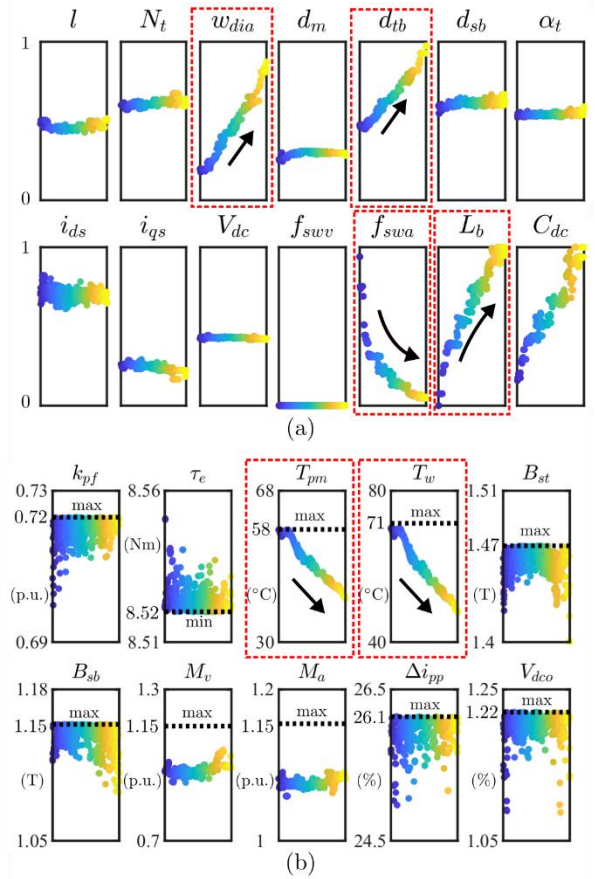 l N_t w_dia d_m d_tb d_sb α_t
1
0
i_ds i_qs V_dc f_swv f_swa L_b C_dc
1
0
(a)
k_pf τ_e T_pm T_w B_st
0.73 8.56 68 80 1.51
0.72 max (Nm) 58 max 71 max 1.47 max
(p.u.) 8.52 min (°C) (°C) (T)
0.69 8.51 30 40 1.4
B_sb M_v M_a Δi_pp V_dco
1.18 1.3 1.2 26.5 1.25
1.15 max 1.15 max 1.15 max 26.1 max 1.22 max
(T) (p.u.) (p.u.) (%) (%)
1.05 0.7 1 24.5 1.05
(b)